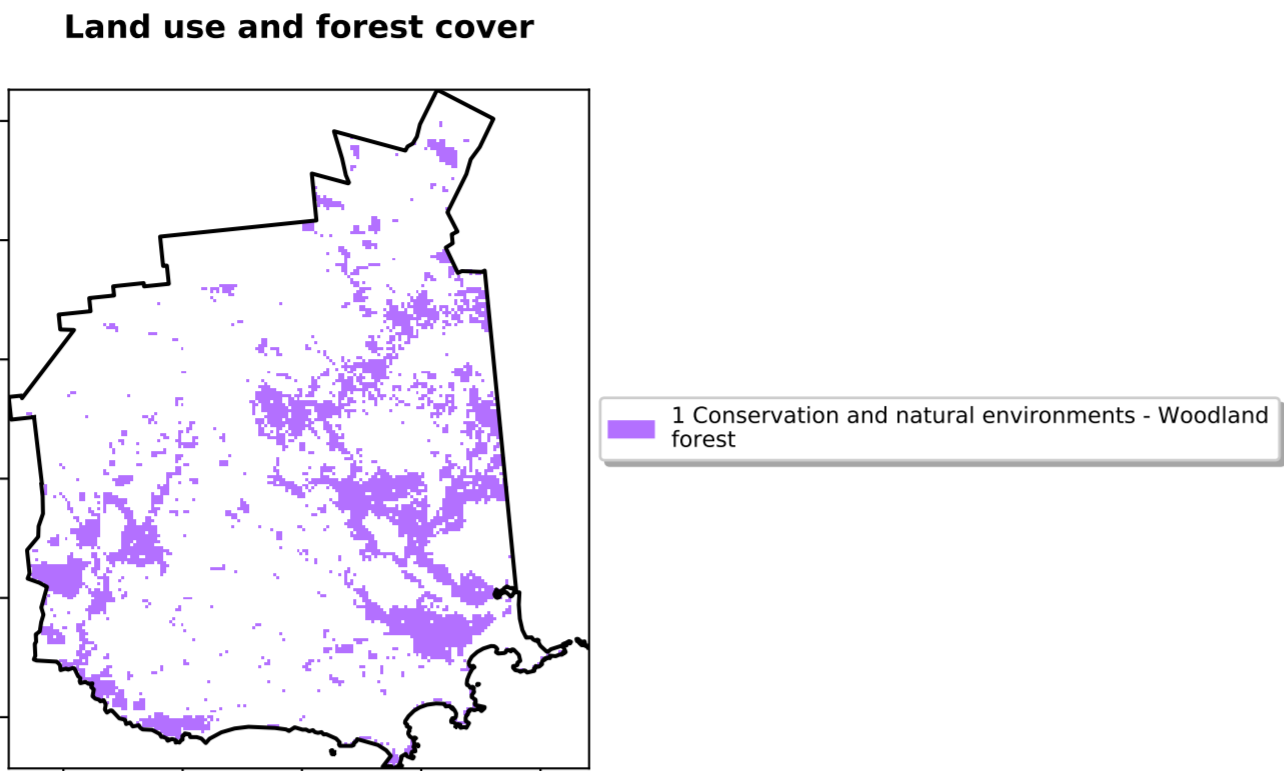 Land use and forest cover
1 Conservation and natural environments - Woodland
forest